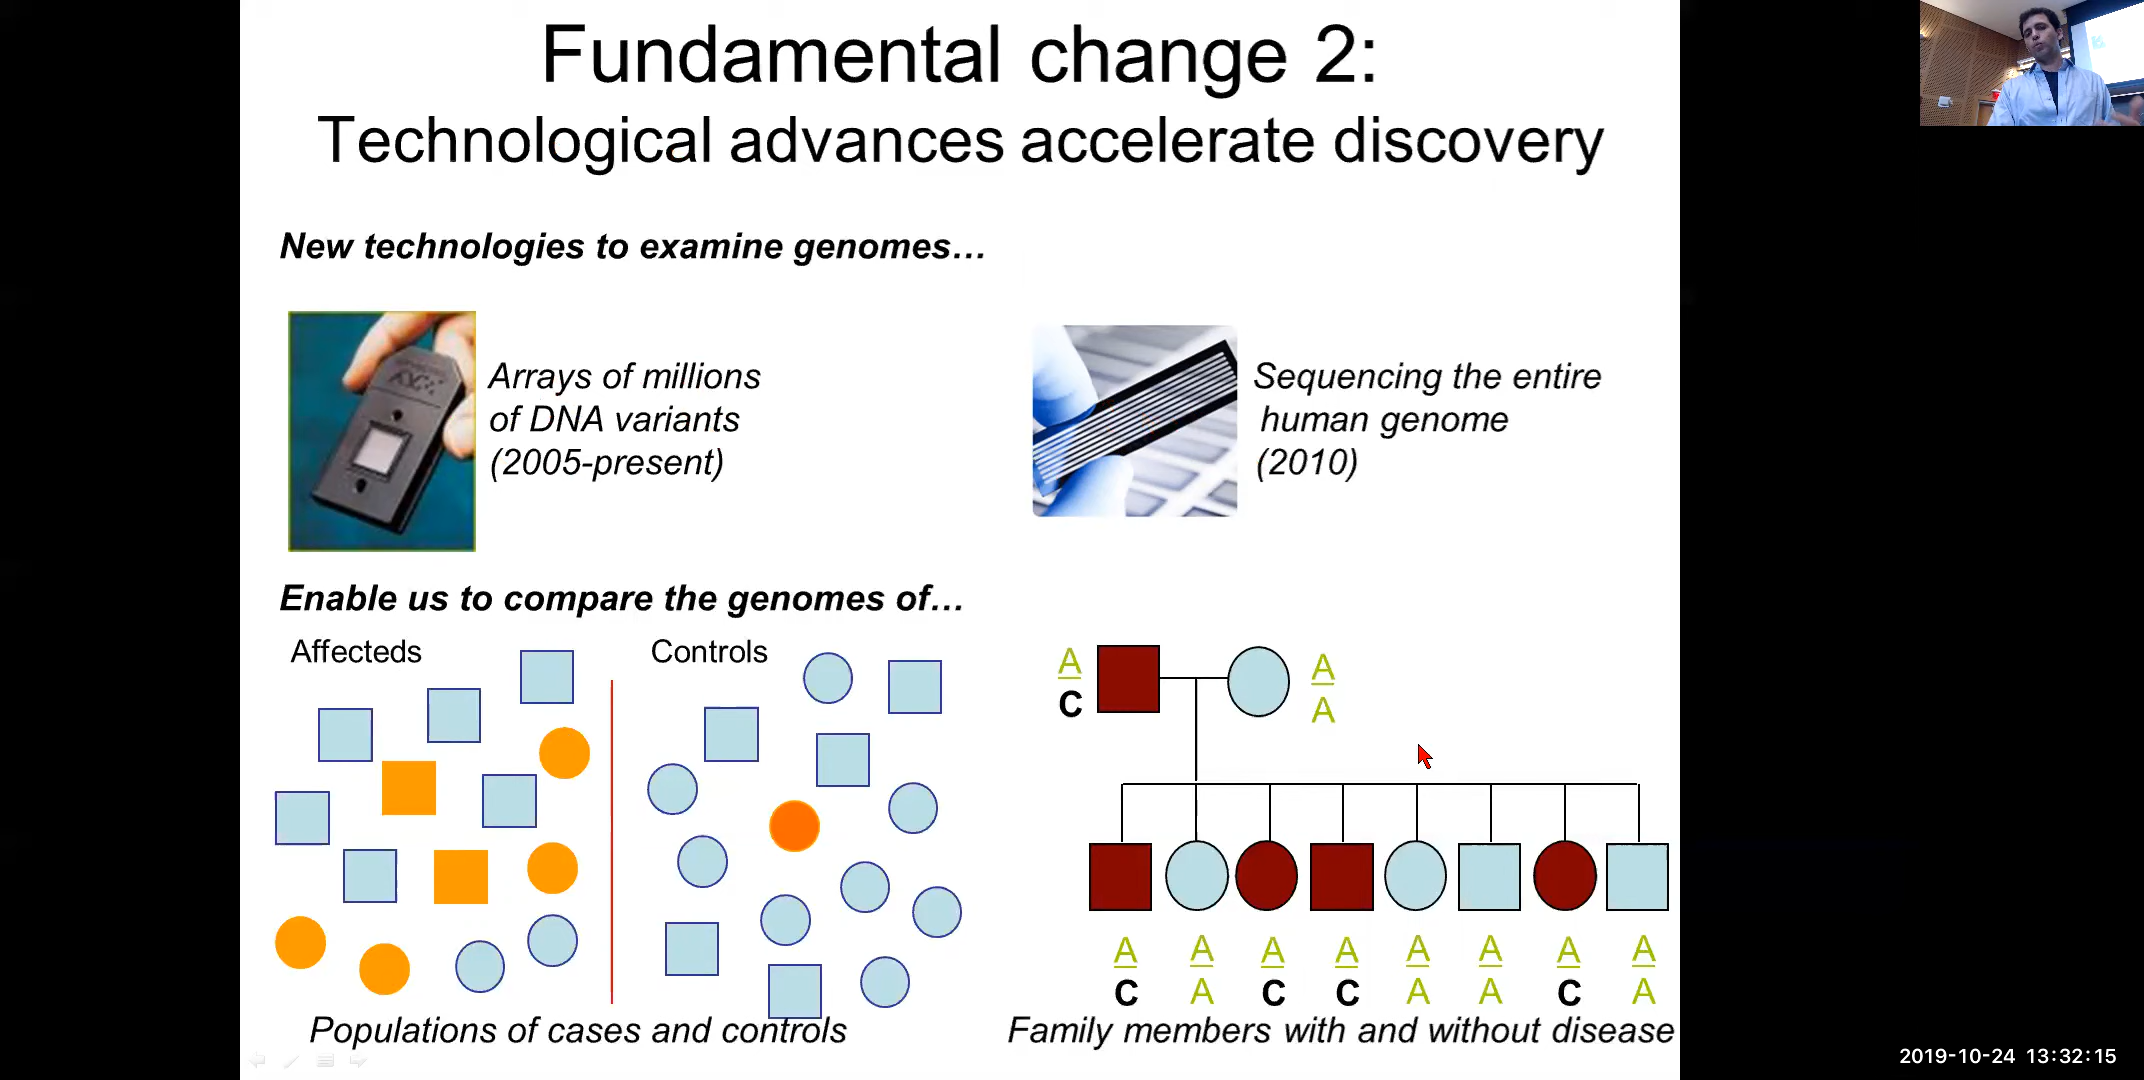 Fundamental change 2:
Technological advances accelerate discovery
New technologies to examine genomes…
Arrays of millions
of DNA variants
(2005-present)
Sequencing the entire
human genome
(2010)
Enable us to compare the genomes of…
Affecteds
Controls
A
C
A
A
A A A A A A A A
C A C C A A C A
Populations of cases and controls
Family members with and without disease
2019-10-24 13:32:15